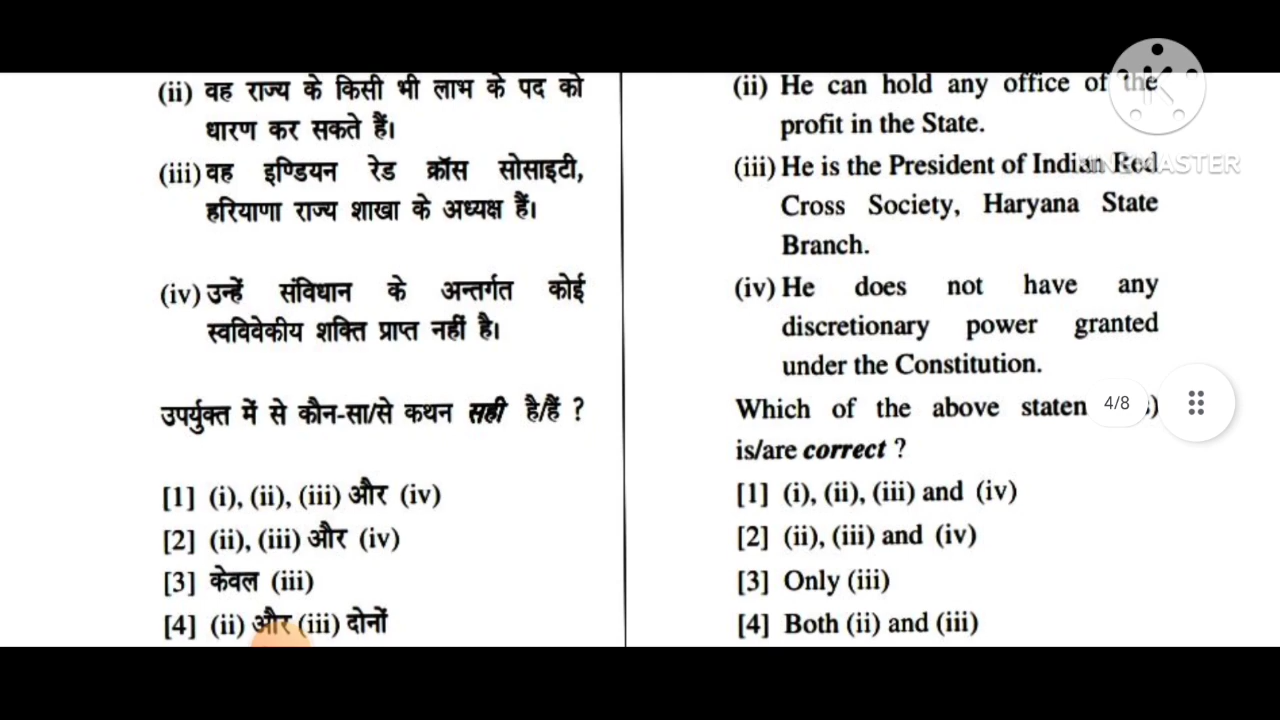 (ii) वह राज्य के किसी भी लाभ के पद को
धारण कर सकते हैं।
(iii) वह इण्डियन रेड क्रॉस सोसाइटी,
हरियाणा राज्य शाखा के अध्यक्ष हैं।
(iv) उन्हें संविधान के अन्तर्गत कोई
स्वविवेकीय शक्ति प्राप्त नहीं है।
उपर्युक्त में से कौन-सा/से कथन सही है/हैं ?
[1] (i), (ii), (iii) और (iv)
[2] (ii), (iii) और (iv)
[3] केवल (iii)
[4] (ii) और (iii) दोनों
(ii) He can hold any office of the
profit in the State.
(iii) He is the President of Indian Red
Cross Society, Haryana State
Branch.
(iv) He does not have any
discretionary power granted
under the Constitution.
Which of the above staten
is/are correct ?
[1] (i), (ii), (iii) and (iv)
[2] (ii), (iii) and (iv)
[3] Only (iii)
[4] Both (ii) and (iii)
4/8
KINEMASTER